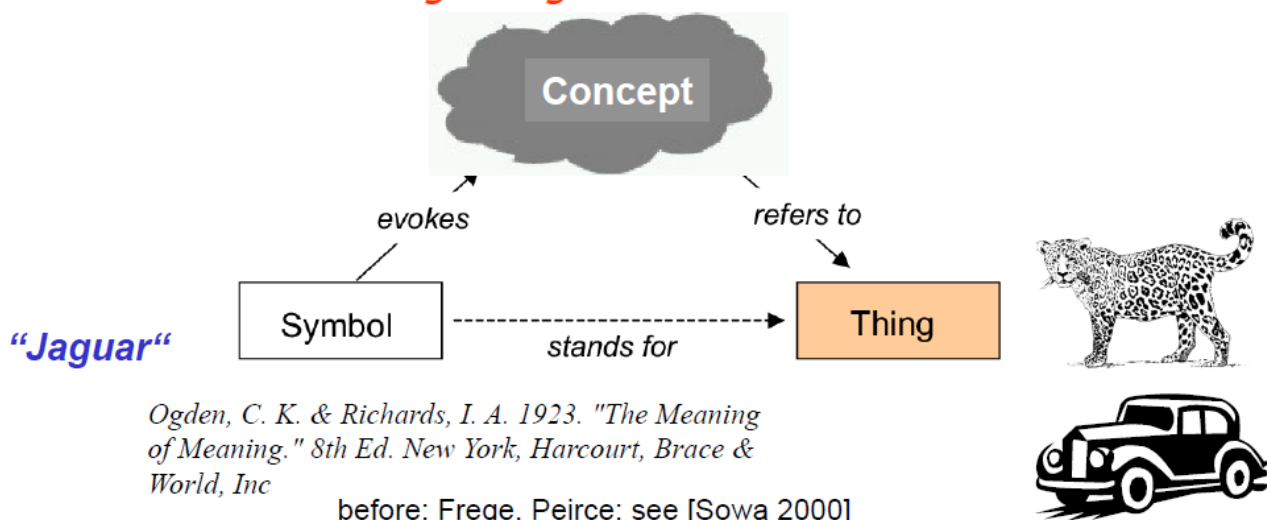 Concept
evokes
refers to
Symbol
Thing
“Jaguar“
stands for
Ogden, C. K. & Richards, I. A. 1923. "The Meaning
of Meaning." 8th Ed. New York, Harcourt, Brace &
World, Inc
before: Frege, Peirce; see [Sowa 2000]